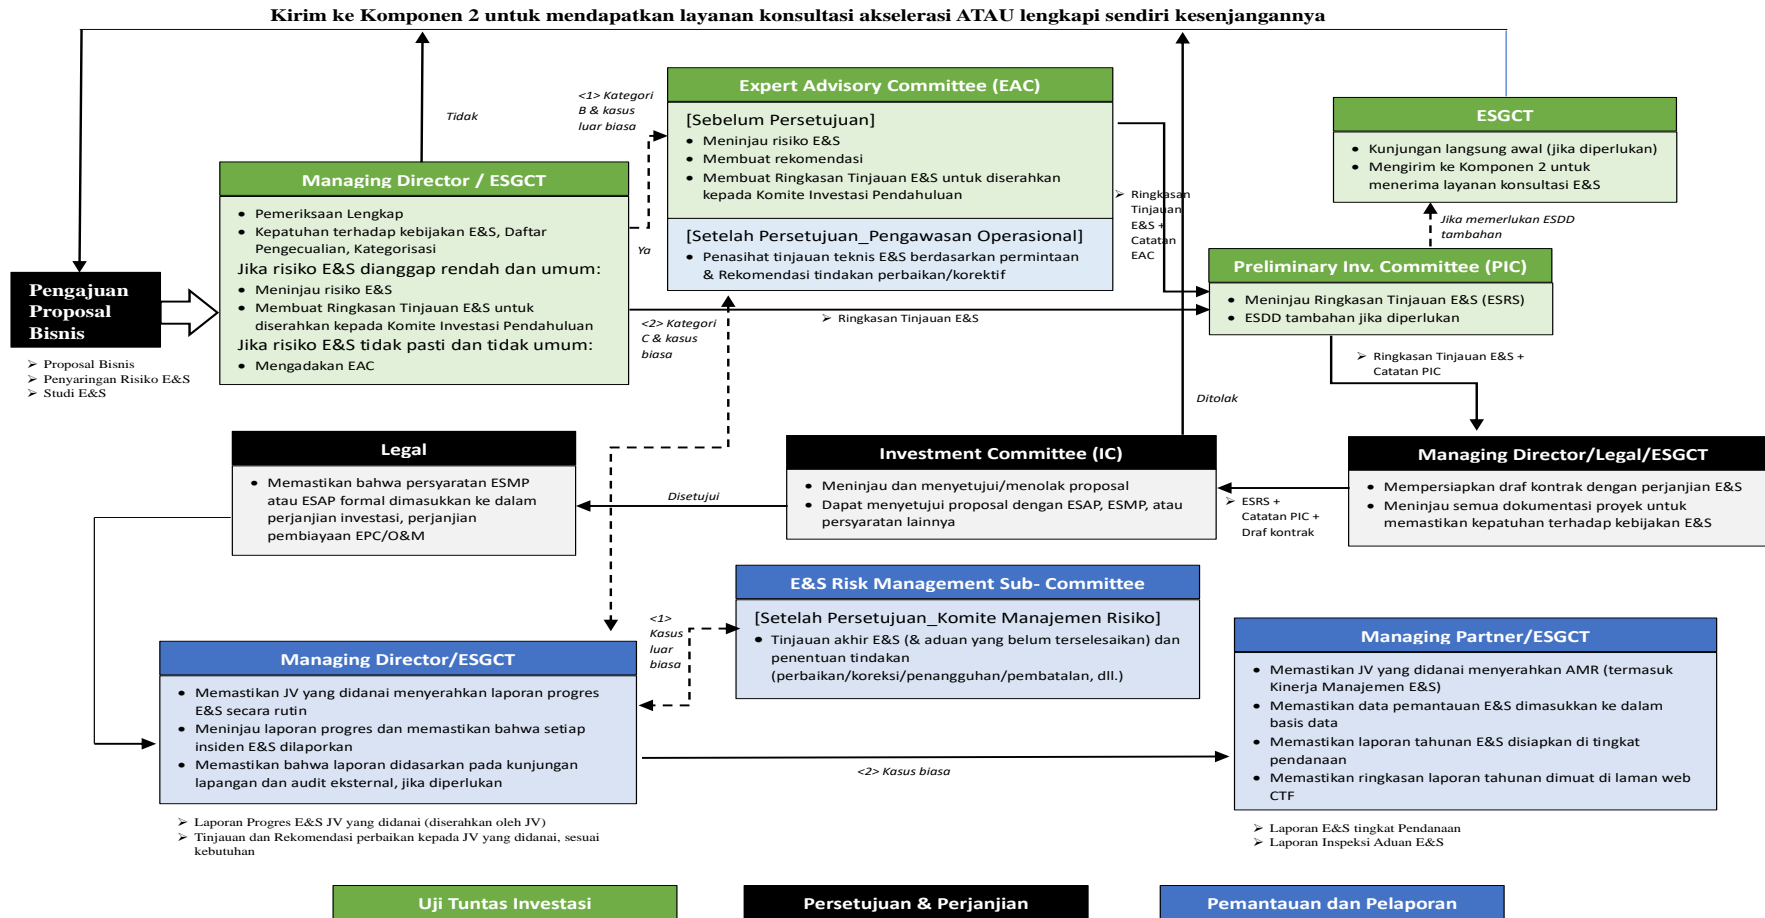 Kirim ke Komponen 2 untuk mendapatkan layanan konsultasi akselerasi ATAU lengkapi sendiri kesenjangannya
Tidak
<1> Kategori
B & kasus
luar biasa
Expert Advisory Committee (EAC)
[Sebelum Persetujuan]
• Meninjau risiko E&S
• Membuat rekomendasi
• Membuat Ringkasan Tinjauan E&S untuk diserahkan
kepada Komite Investasi Pendahuluan
[Setelah Persetujuan_Pengawasan Operasional]
• Penasihat tinjauan teknis E&S berdasarkan permintaan
& Rekomendasi tindakan perbaikan/korektif
ESGCT
• Kunjungan langsung awal (jika diperlukan)
• Mengirim ke Komponen 2 untuk
menerima layanan konsultasi E&S
Managing Director / ESGCT
• Pemeriksaan Lengkap
• Kepatuhan terhadap kebijakan E&S, Daftar
Pengecualian, Kategorisasi
Jika risiko E&S dianggap rendah dan umum:
• Meninjau risiko E&S
• Membuat Ringkasan Tinjauan E&S untuk
diserahkan kepada Komite Investasi Pendahuluan
Jika risiko E&S tidak pasti dan tidak umum:
• Mengadakan EAC
Ya
➢ Ringkasan
Tinjauan
E&S +
Catatan
EAC
Jika memerlukan ESDD
tambahan
Pengajuan
Proposal
Bisnis
➢ Proposal Bisnis
➢ Penyaringan Risiko E&S
➢ Studi E&S
<2> Kategori
C & kasus
biasa
➢ Ringkasan Tinjauan E&S
Preliminary Inv. Committee (PIC)
• Meninjau Ringkasan Tinjauan E&S (ESRS)
• ESDD tambahan jika diperlukan
➢ Ringkasan Tinjauan E&S +
Catatan PIC
Ditolak
Legal
• Memastikan bahwa persyaratan ESMP
atau ESAP formal dimasukkan ke dalam
perjanjian investasi, perjanjian
pembiayaan EPC/O&M
Disetujui
Investment Committee (IC)
• Meninjau dan menyetujui/menolak proposal
• Dapat menyetujui proposal dengan ESAP, ESMP, atau
persyaratan lainnya
➢ ESRS +
Catatan PIC +
Draf kontrak
Managing Director/Legal/ESGCT
• Mempersiapkan draf kontrak dengan perjanjian E&S
• Meninjau semua dokumentasi proyek untuk
memastikan kepatuhan terhadap kebijakan E&S
E&S Risk Management Sub- Committee
[Setelah Persetujuan_Komite Manajemen Risiko]
• Tinjauan akhir E&S (& aduan yang belum terselesaikan) dan
penentuan tindakan
(perbaikan/koreksi/penangguhan/pembatalan, dll.)
<1>
Kasus
luar
biasa
Managing Director/ESGCT
• Memastikan JV yang didanai menyerahkan laporan progres
E&S secara rutin
• Meninjau laporan progres dan memastikan bahwa setiap
insiden E&S dilaporkan
• Memastikan bahwa laporan didasarkan pada kunjungan
lapangan dan audit eksternal, jika diperlukan
➢ Laporan Progres E&S JV yang didanai (diserahkan oleh JV)
➢ Tinjauan dan Rekomendasi perbaikan kepada JV yang didanai, sesuai
kebutuhan
<2> Kasus biasa
Managing Partner/ESGCT
• Memastikan JV yang didanai menyerahkan AMR (termasuk
Kinerja Manajemen E&S)
• Memastikan data pemantauan E&S dimasukkan ke dalam
basis data
• Memastikan laporan tahunan E&S disiapkan di tingkat
pendanaan
• Memastikan ringkasan laporan tahunan dimuat di laman web
CTF
➢ Laporan E&S tingkat Pendanaan
➢ Laporan Inspeksi Aduan E&S
Uji Tuntas Investasi
Persetujuan & Perjanjian
Pemantauan dan Pelaporan